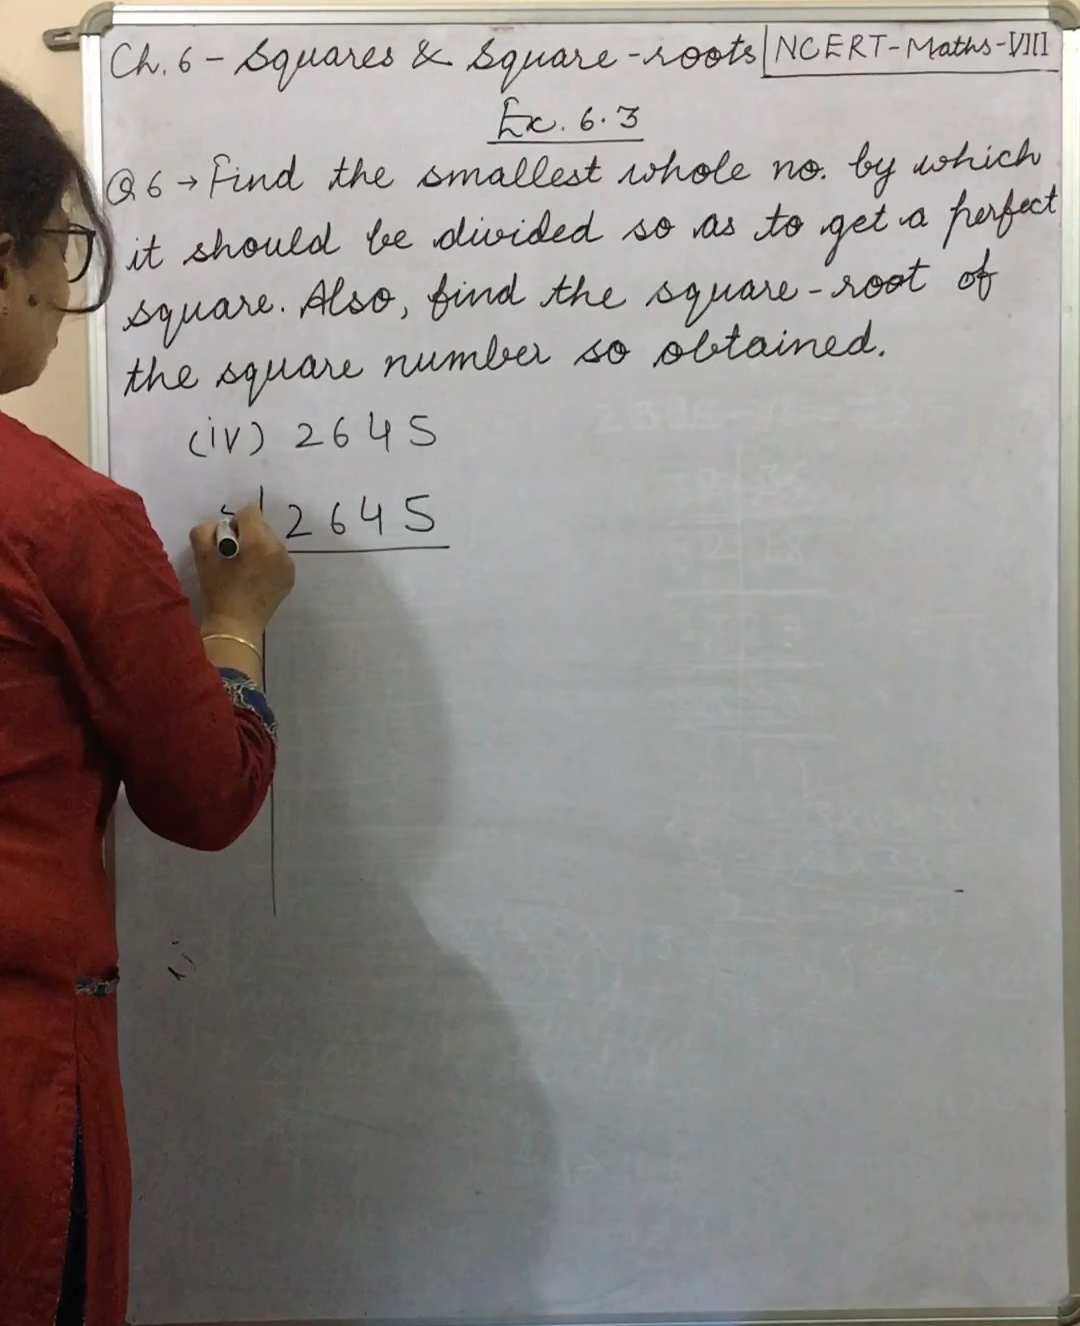 Ch. 6 - Squares & Square-roots | NCERT-Maths-VIII
Ex. 6.3
Q6 → Find the smallest whole no. by which
it should be divided so as to get a perfect
square. Also, find the square-root of
the square number so obtained.
(iv) 2645
2645